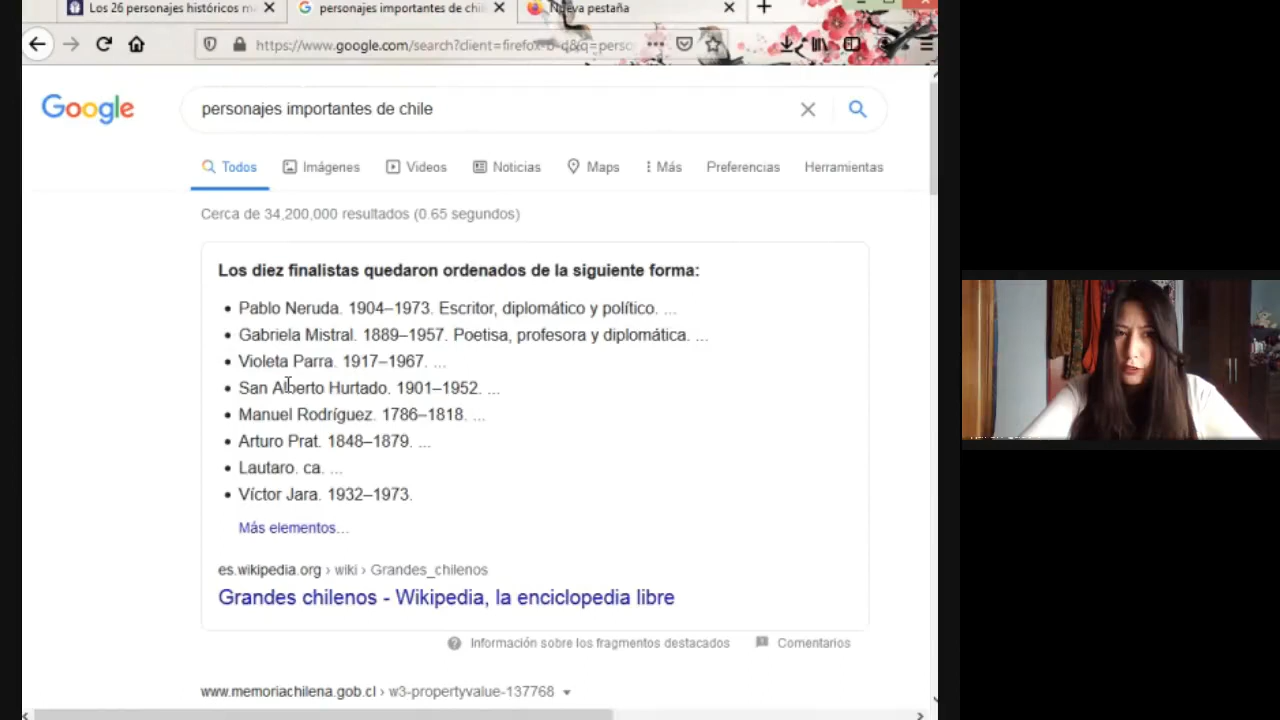 Los 26 personajes históricos m
personajes importantes de chil
Nueva pestaña
https://www.google.com/search?client=firefox-b-d&q=perso
Google
personajes importantes de chile
Todos Imágenes Videos Noticias Maps Más Preferencias Herramientas
Cerca de 34,200,000 resultados (0.65 segundos)
Los diez finalistas quedaron ordenados de la siguiente forma:
Pablo Neruda. 1904–1973. Escritor, diplomático y político. ...
Gabriela Mistral. 1889–1957. Poetisa, profesora y diplomática. ...
Violeta Parra. 1917–1967. ...
San Alberto Hurtado. 1901–1952. ...
Manuel Rodríguez. 1786–1818. ...
Arturo Prat. 1848–1879. ...
Lautaro. ca. ...
Víctor Jara. 1932–1973.
Más elementos...
es.wikipedia.org › wiki › Grandes_chilenos
Grandes chilenos - Wikipedia, la enciclopedia libre
Información sobre los fragmentos destacados Comentarios
www.memoriachilena.gob.cl › w3-propertyvalue-137768